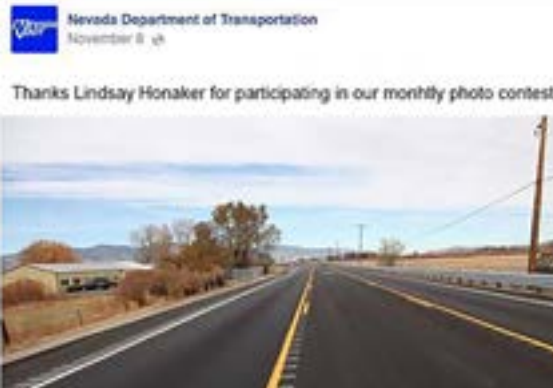 Nevada Department of Transportation
November 8
Thanks Lindsay Honaker for participating in our monhtly photo contest